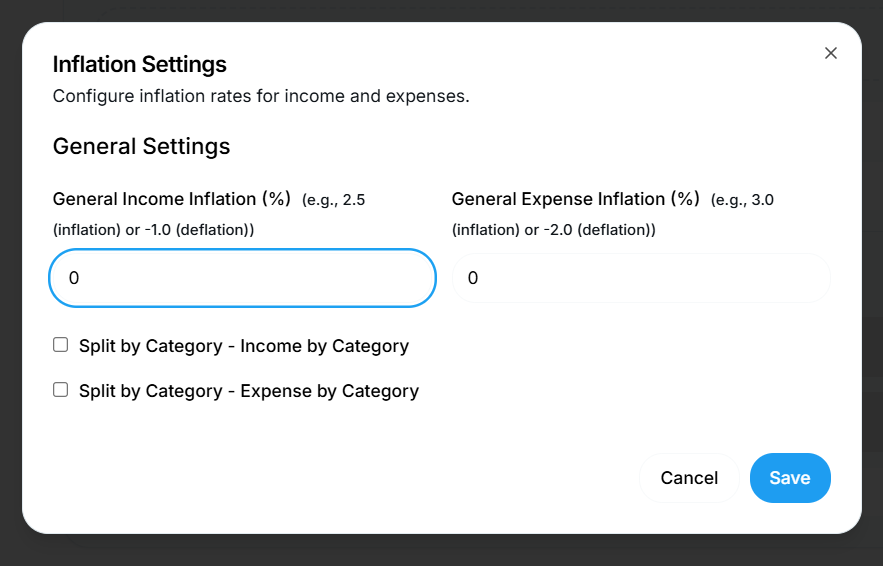 Inflation Settings
Configure inflation rates for income and expenses.
General Settings
General Income Inflation (%) (e.g., 2.5
(inflation) or -1.0 (deflation))
0
General Expense Inflation (%) (e.g., 3.0
(inflation) or -2.0 (deflation))
0
Split by Category - Income by Category
Split by Category - Expense by Category
Cancel
Save